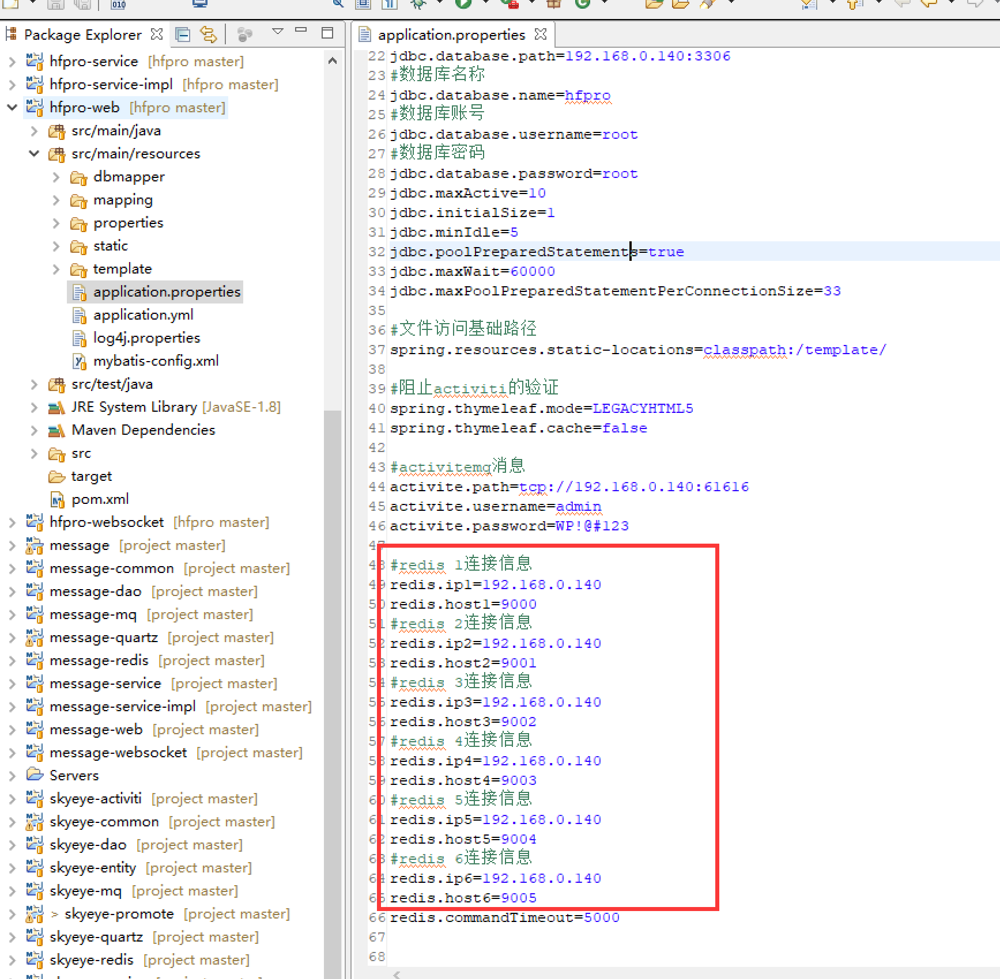 Package Explorer
hfpro-service [hfpro master]
hfpro-service-impl [hfpro master]
hfpro-web [hfpro master]
src/main/java
src/main/resources
dbmapper
mapping
properties
static
template
application.properties
application.yml
log4j.properties
mybatis-config.xml
src/test/java
JRE System Library [JavaSE-1.8]
Maven Dependencies
src
target
pom.xml
hfpro-websocket [hfpro master]
message [project master]
message-common [project master]
message-dao [project master]
message-mq [project master]
message-quartz [project master]
message-redis [project master]
message-service [project master]
message-service-impl [project master]
message-web [project master]
message-websocket [project master]
Servers
skyeye-activiti [project master]
skyeye-common [project master]
skyeye-dao [project master]
skyeye-entity [project master]
skyeye-mq [project master]
> skyeye-promote [project master]
skyeye-quartz [project master]
skyeye-redis [project master]
application.properties
22 jdbc.database.path=192.168.0.140:3306
23 #数据库名称
24 jdbc.database.name=hfpro
25 #数据库账号
26 jdbc.database.username=root
27 #数据库密码
28 jdbc.database.password=root
29 jdbc.maxActive=10
30 jdbc.initialSize=1
31 jdbc.minIdle=5
32 jdbc.poolPreparedStatements=true
33 jdbc.maxWait=60000
34 jdbc.maxPoolPreparedStatementPerConnectionSize=33
35
36 #文件访问基础路径
37 spring.resources.static-locations=classpath:/template/
38
39 #阻止activiti的验证
40 spring.thymeleaf.mode=LEGACYHTML5
41 spring.thymeleaf.cache=false
42
43 #activitemq消息
44 activite.path=tcp://192.168.0.140:61616
45 activite.username=admin
46 activite.password=WP!@#123
47
48 #redis 1连接信息
49 redis.ip1=192.168.0.140
50 redis.host1=9000
51 #redis 2连接信息
52 redis.ip2=192.168.0.140
53 redis.host2=9001
54 #redis 3连接信息
55 redis.ip3=192.168.0.140
56 redis.host3=9002
57 #redis 4连接信息
58 redis.ip4=192.168.0.140
59 redis.host4=9003
60 #redis 5连接信息
61 redis.ip5=192.168.0.140
62 redis.host5=9004
63 #redis 6连接信息
64 redis.ip6=192.168.0.140
65 redis.host6=9005
66 redis.commandTimeout=5000
67
68